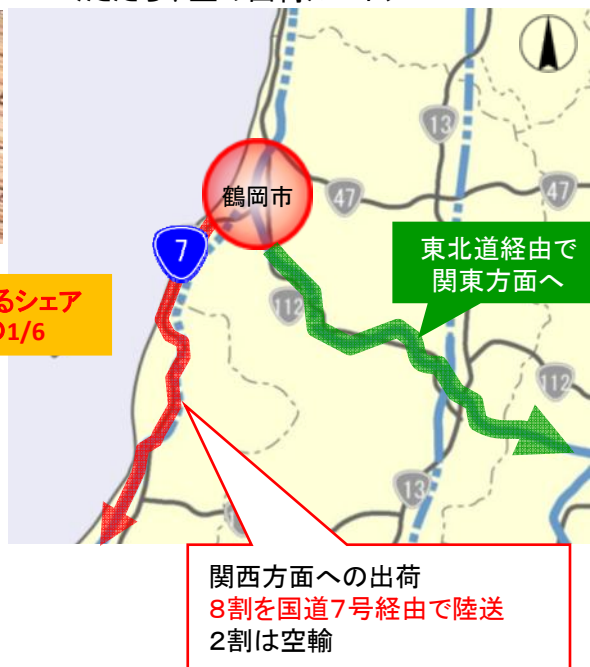 13
47
47
鶴岡市
7
東北道経由で
関東方面へ
るシェア
1/6
112
112
13
関西方面への出荷
8割を国道7号経由で陸送
2割は空輸